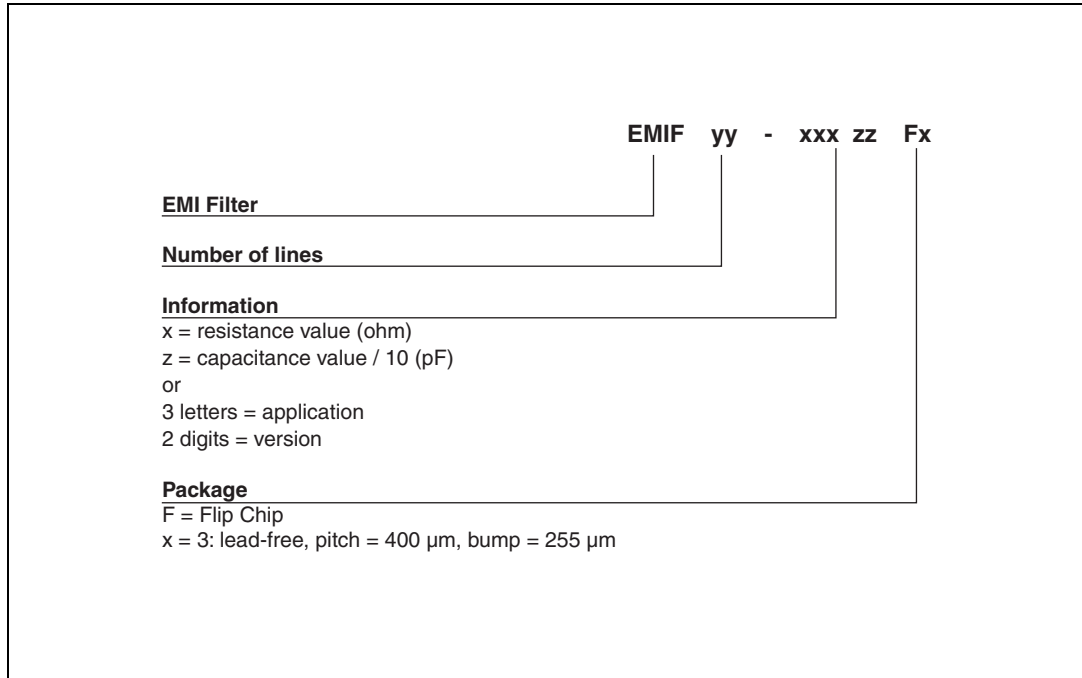 EMIF yy - xxx zz Fx
EMI Filter
Number of lines
Information
x = resistance value (ohm)
z = capacitance value / 10 (pF)
or
3 letters = application
2 digits = version
Package
F = Flip Chip
x = 3: lead-free, pitch = 400 µm, bump = 255 µm